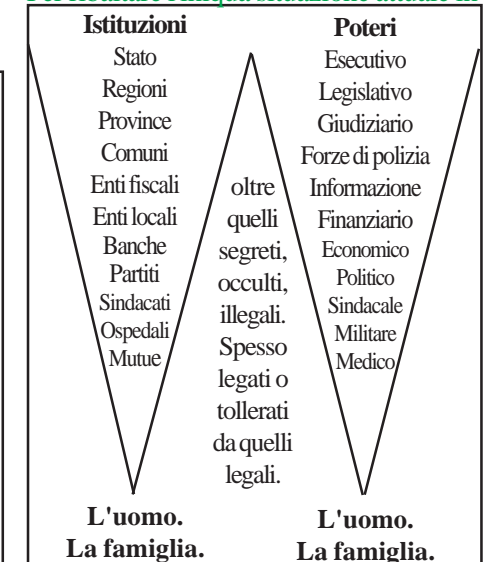 Istituzioni
Stato
Regioni
Province
Comuni
Enti fiscali
Enti locali
Banche
Partiti
Sindacati
Ospedali
Mutue
L'uomo.
La famiglia.
oltre
quelli
segreti,
occulti,
illegali.
Spesso
legati o
tollerati
da quelli
legali.
Poteri
Esecutivo
Legislativo
Giudiziario
Forze di polizia
Informazione
Finanziario
Economico
Politico
Sindacale
Militare
Medico
L'uomo.
La famiglia.